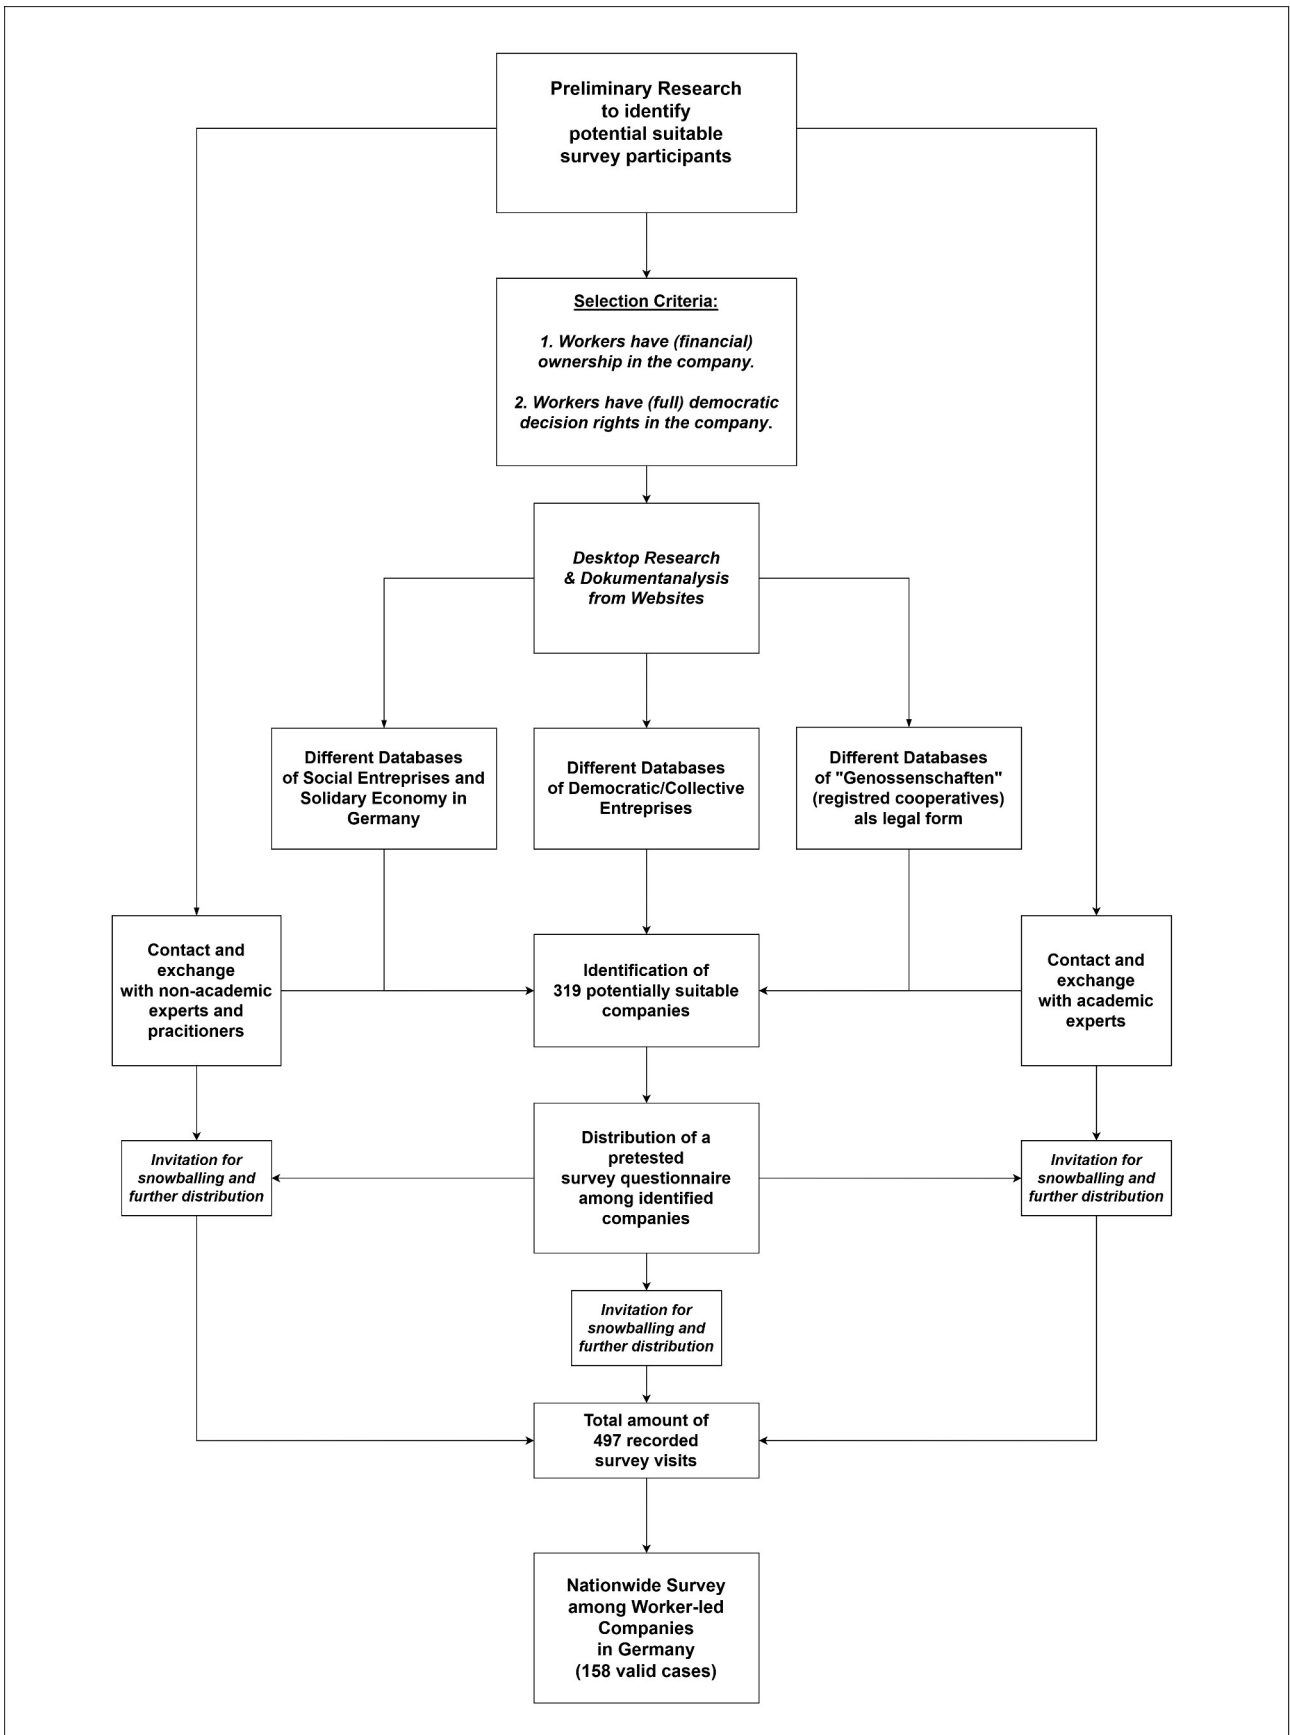 Preliminary Research
to identify
potential suitable
survey participants
Selection Criteria:
1. Workers have (financial)
ownership in the company.
2. Workers have (full) democratic
decision rights in the company.
Desktop Research
& Dokumentanalysis
from Websites
Different Databases
of Social Entreprises and
Solidary Economy in
Germany
Different Databases
of Democratic/Collective
Entreprises
Different Databases
of "Genossenschaften"
(registred cooperatives)
als legal form
Contact and
exchange
with non-academic
experts and
pracitioners
Identification of
319 potentially suitable
companies
Contact and
exchange
with academic
experts
Invitation for
snowballing and
further distribution
Distribution of a
pretested
survey questionnaire
among identified
companies
Invitation for
snowballing and
further distribution
Invitation for
snowballing and
further distribution
Total amount of
497 recorded
survey visits
Nationwide Survey
among Worker-led
Companies
in Germany
(158 valid cases)